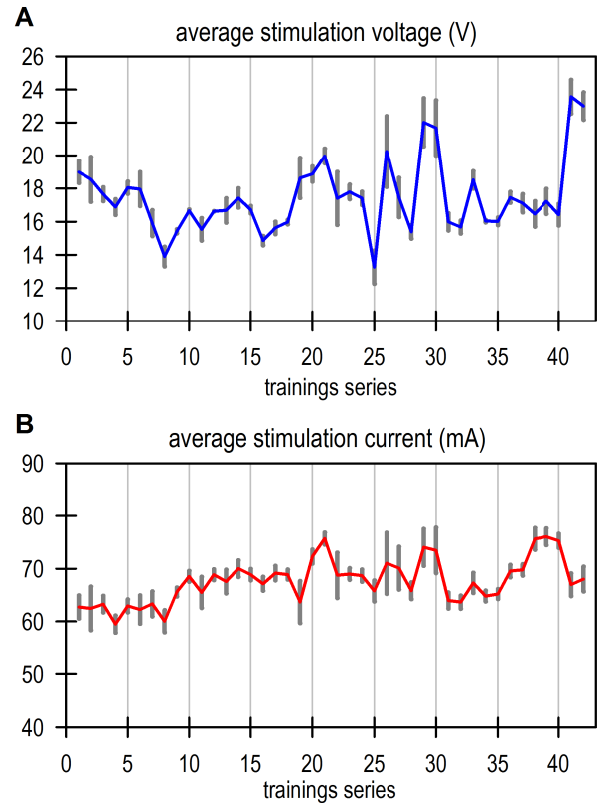 A
average stimulation voltage (V)
26
24
22
20
18
16
14
12
10
0 5 10 15 20 25 30 35 40
trainings series
B
average stimulation current (mA)
90
80
70
60
50
40
0 5 10 15 20 25 30 35 40
trainings series